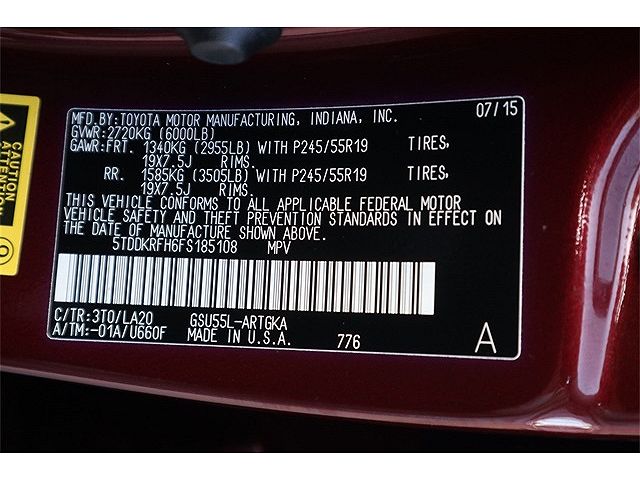 MFD.BY:TOYOTA MOTOR MANUFACTURING, INDIANA, INC. 07/15
GVWR:2720KG (6000LB)
GAWR:FRT. 1340KG (2955LB) WITH P245/55R19 TIRES,
19X7.5J RIMS.
RR. 1585KG (3505LB) WITH P245/55R19 TIRES,
19X7.5J RIMS.
THIS VEHICLE CONFORMS TO ALL APPLICABLE FEDERAL MOTOR
VEHICLE SAFETY AND THEFT PREVENTION STANDARDS IN EFFECT ON
THE DATE OF MANUFACTURE SHOWN ABOVE.
5TDDKRFH6FS185108 MPV
C/TR:3T0/LA20 GSU55L-ARTGKA
A/TM:-01A/U660F MADE IN U.S.A. 776 A
CAUTION
ATTENTION